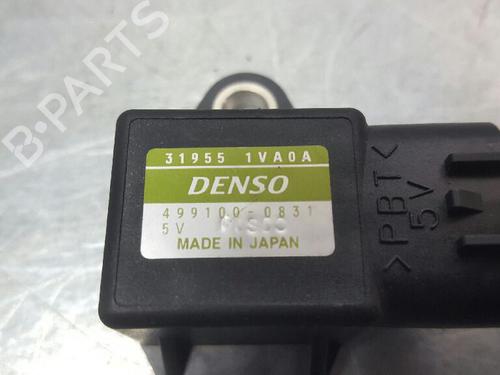 B-PARTS
31955 1VA0A
DENSO
499100-0831
5V
MADE IN JAPAN
>PBT<
5V